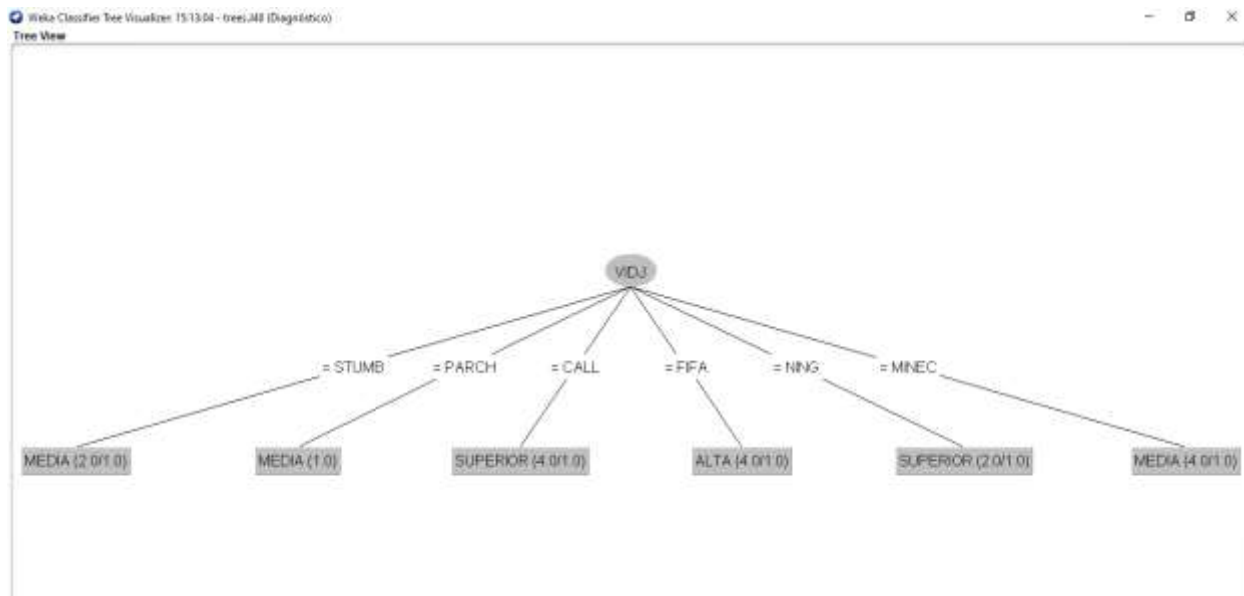 Weka Classifier Tree Visualizer: 15:13:04 - trees.J48 (Diagnóstico)
Tree View
VIDJ
= STUMB = PARCH = CALL = FIFA = NING = MINEC
MEDIA (2.0/1.0) MEDIA (1.0) SUPERIOR (4.0/1.0) ALTA (4.0/1.0) SUPERIOR (2.0/1.0) MEDIA (4.0/1.0)